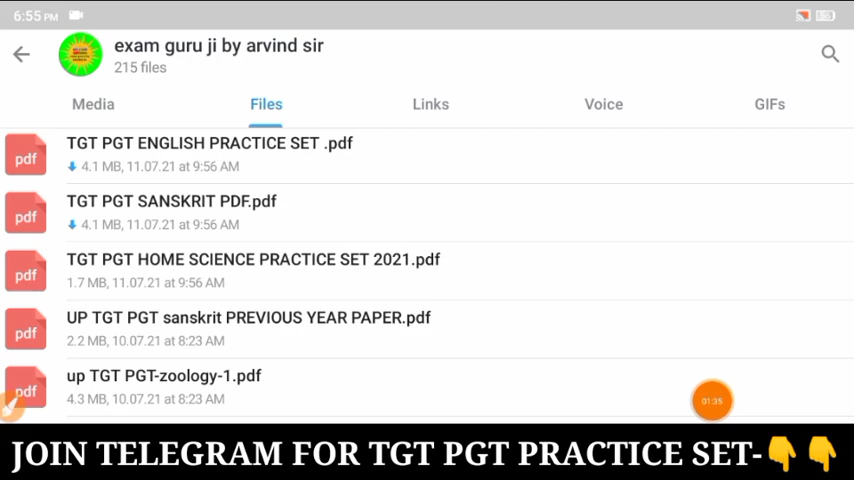 6:55 PM
exam guru ji by arvind sir
215 files
Media Files Links Voice GIFs
pdf TGT PGT ENGLISH PRACTICE SET .pdf
4.1 MB, 11.07.21 at 9:56 AM
pdf TGT PGT SANSKRIT PDF.pdf
4.1 MB, 11.07.21 at 9:56 AM
pdf TGT PGT HOME SCIENCE PRACTICE SET 2021.pdf
1.7 MB, 11.07.21 at 9:56 AM
pdf UP TGT PGT sanskrit PREVIOUS YEAR PAPER.pdf
2.2 MB, 10.07.21 at 8:23 AM
pdf up TGT PGT-zoology-1.pdf
4.3 MB, 10.07.21 at 8:23 AM
01:35
JOIN TELEGRAM FOR TGT PGT PRACTICE SET-👇👇